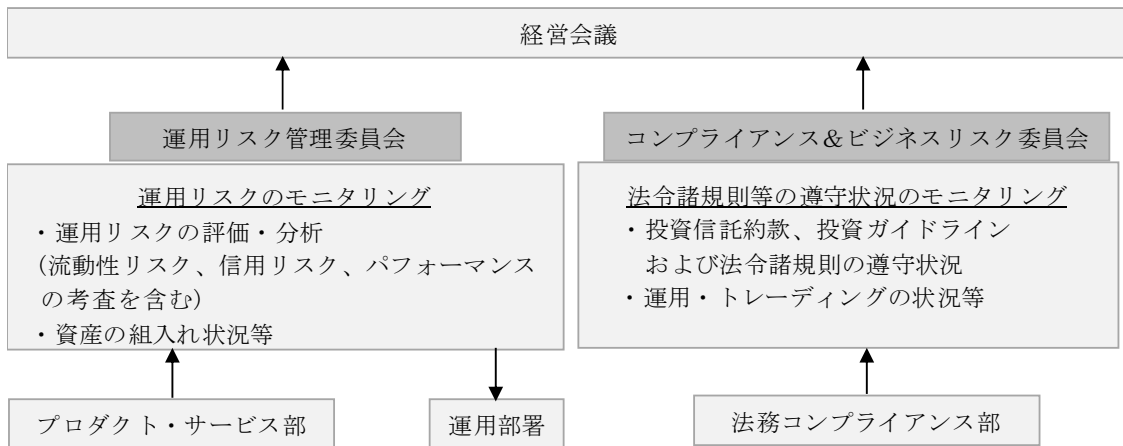 経営会議
運用リスク管理委員会
運用リスクのモニタリング
・運用リスクの評価・分析
(流動性リスク、信用リスク、パフォーマンス
の考査を含む)
・資産の組入れ状況等
コンプライアンス&ビジネスリスク委員会
法令諸規則等の遵守状況のモニタリング
・投資信託約款、投資ガイドライン
および法令諸規則の遵守状況
・運用・トレーディングの状況等
プロダクト・サービス部
運用部署
法務コンプライアンス部